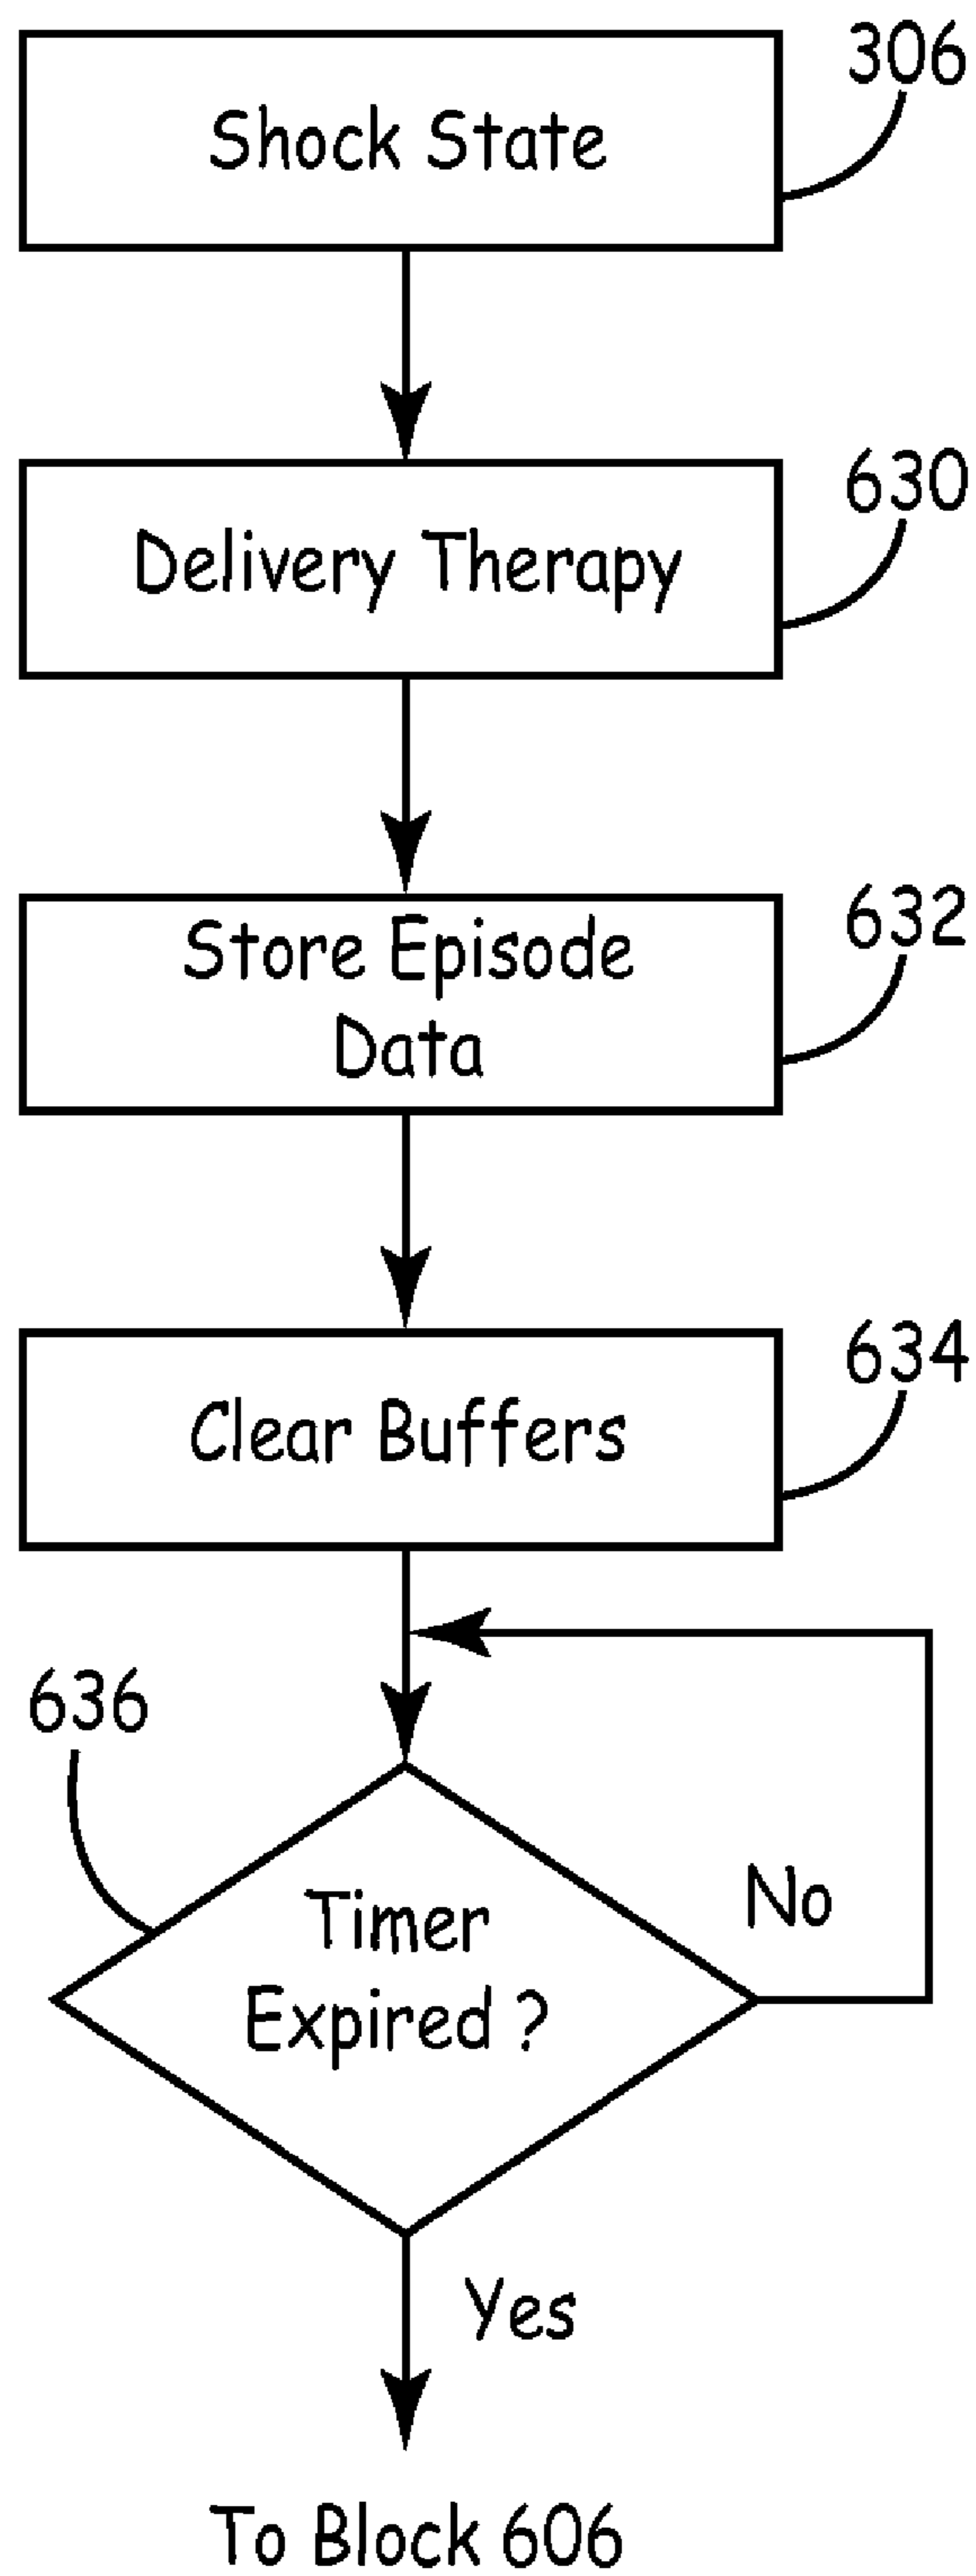 306
Shock State
630
Delivery Therapy
632
Store Episode
Data
634
Clear Buffers
636
No
Timer
Expired ?
Yes
To Block 606